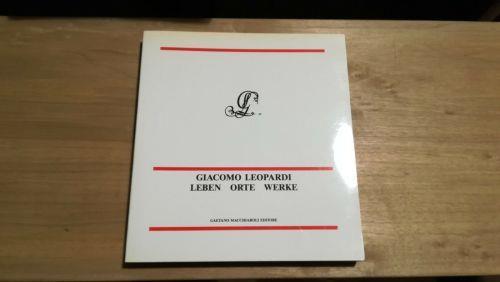 GIACOMO LEOPARDI
LEBEN ORTE WERKE
GAETANO MACCHIAROLI EDITORE